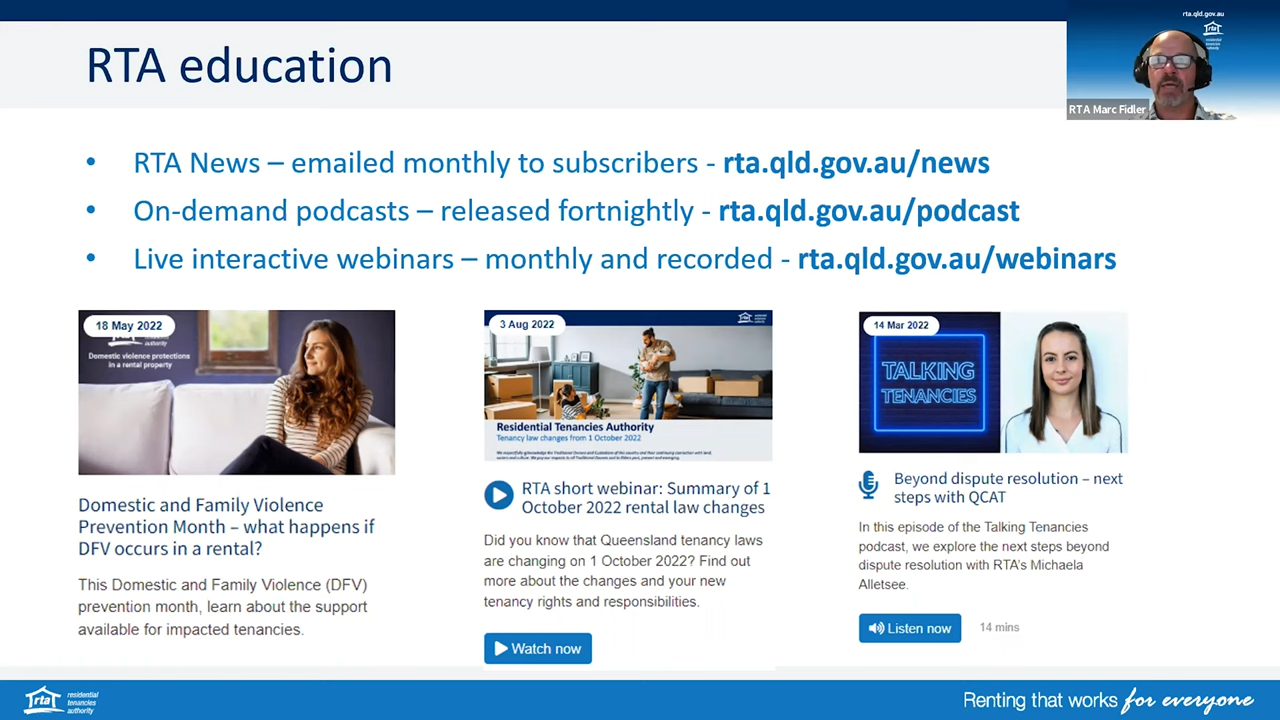 rta.qld.gov.au
rta
residential
tenancies
authority
RTA Marc Fidler
RTA education
• RTA News – emailed monthly to subscribers - rta.qld.gov.au/news
• On-demand podcasts – released fortnightly - rta.qld.gov.au/podcast
• Live interactive webinars – monthly and recorded - rta.qld.gov.au/webinars
18 May 2022
authority
Domestic violence protections
in a rental property
Domestic and Family Violence
Prevention Month – what happens if
DFV occurs in a rental?
This Domestic and Family Violence (DFV)
prevention month, learn about the support
available for impacted tenancies.
3 Aug 2022
Residential Tenancies Authority
Tenancy law changes from 1 October 2022
RTA short webinar: Summary of 1
October 2022 rental law changes
Did you know that Queensland tenancy laws
are changing on 1 October 2022? Find out
more about the changes and your new
tenancy rights and responsibilities.
Watch now
14 Mar 2022
TALKING
TENANCIES
Beyond dispute resolution – next
steps with QCAT
In this episode of the Talking Tenancies
podcast, we explore the next steps beyond
dispute resolution with RTA's Michaela
Alletsee.
Listen now 14 mins
rta
residential
tenancies
authority
Renting that works for everyone